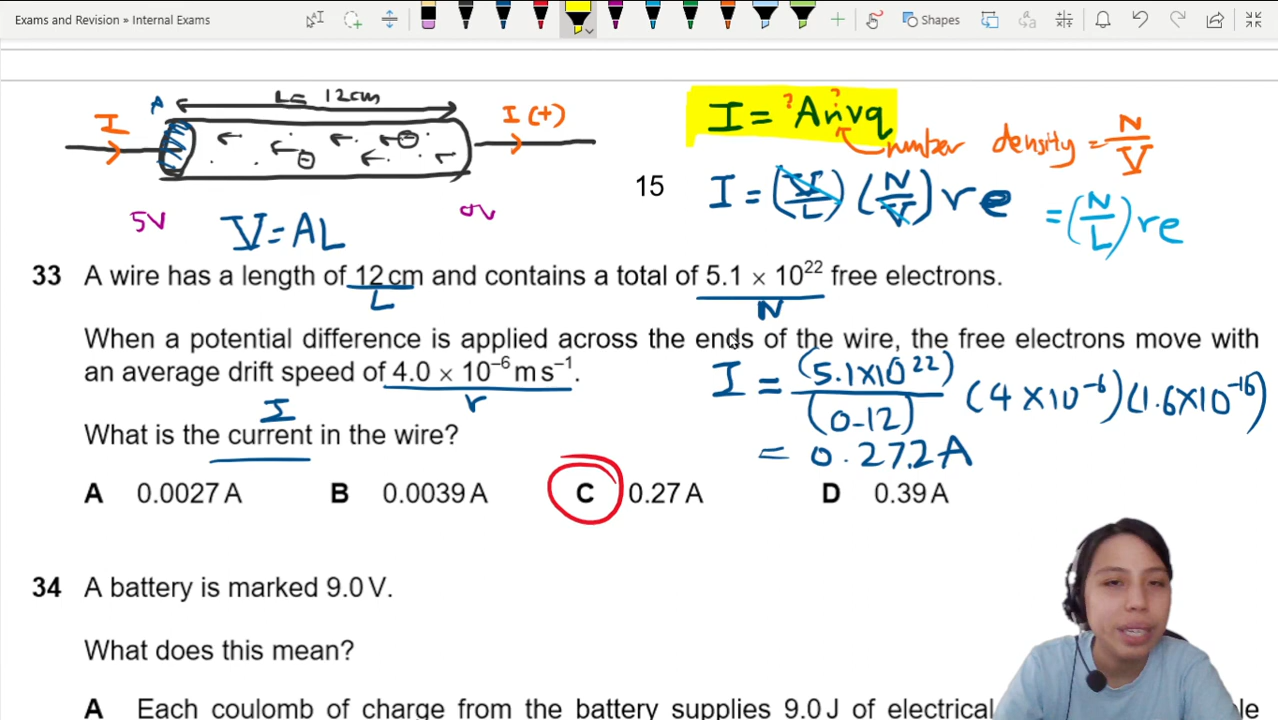 Exams and Revision » Internal Exams
Shapes
L = 12cm
A
I
I (+)
I = Anvq
? ?
number density = N/V
15
I = (V/L) (N/V) v e
= (N/L) v e
5V
0V
V = AL
33 A wire has a length of 12 cm and contains a total of 5.1 × 10²² free electrons.
L
N
When a potential difference is applied across the ends of the wire, the free electrons move with
an average drift speed of 4.0 × 10⁻⁶ m s⁻¹.
v
I = (5.1×10²²)/(0.12) (4×10⁻⁶)(1.6×10⁻¹⁹)
I
What is the current in the wire?
= 0.272A
A 0.0027 A B 0.0039 A C 0.27 A D 0.39 A
34 A battery is marked 9.0 V.
What does this mean?
A Each coulomb of charge from the battery supplies 9.0 J of electrical